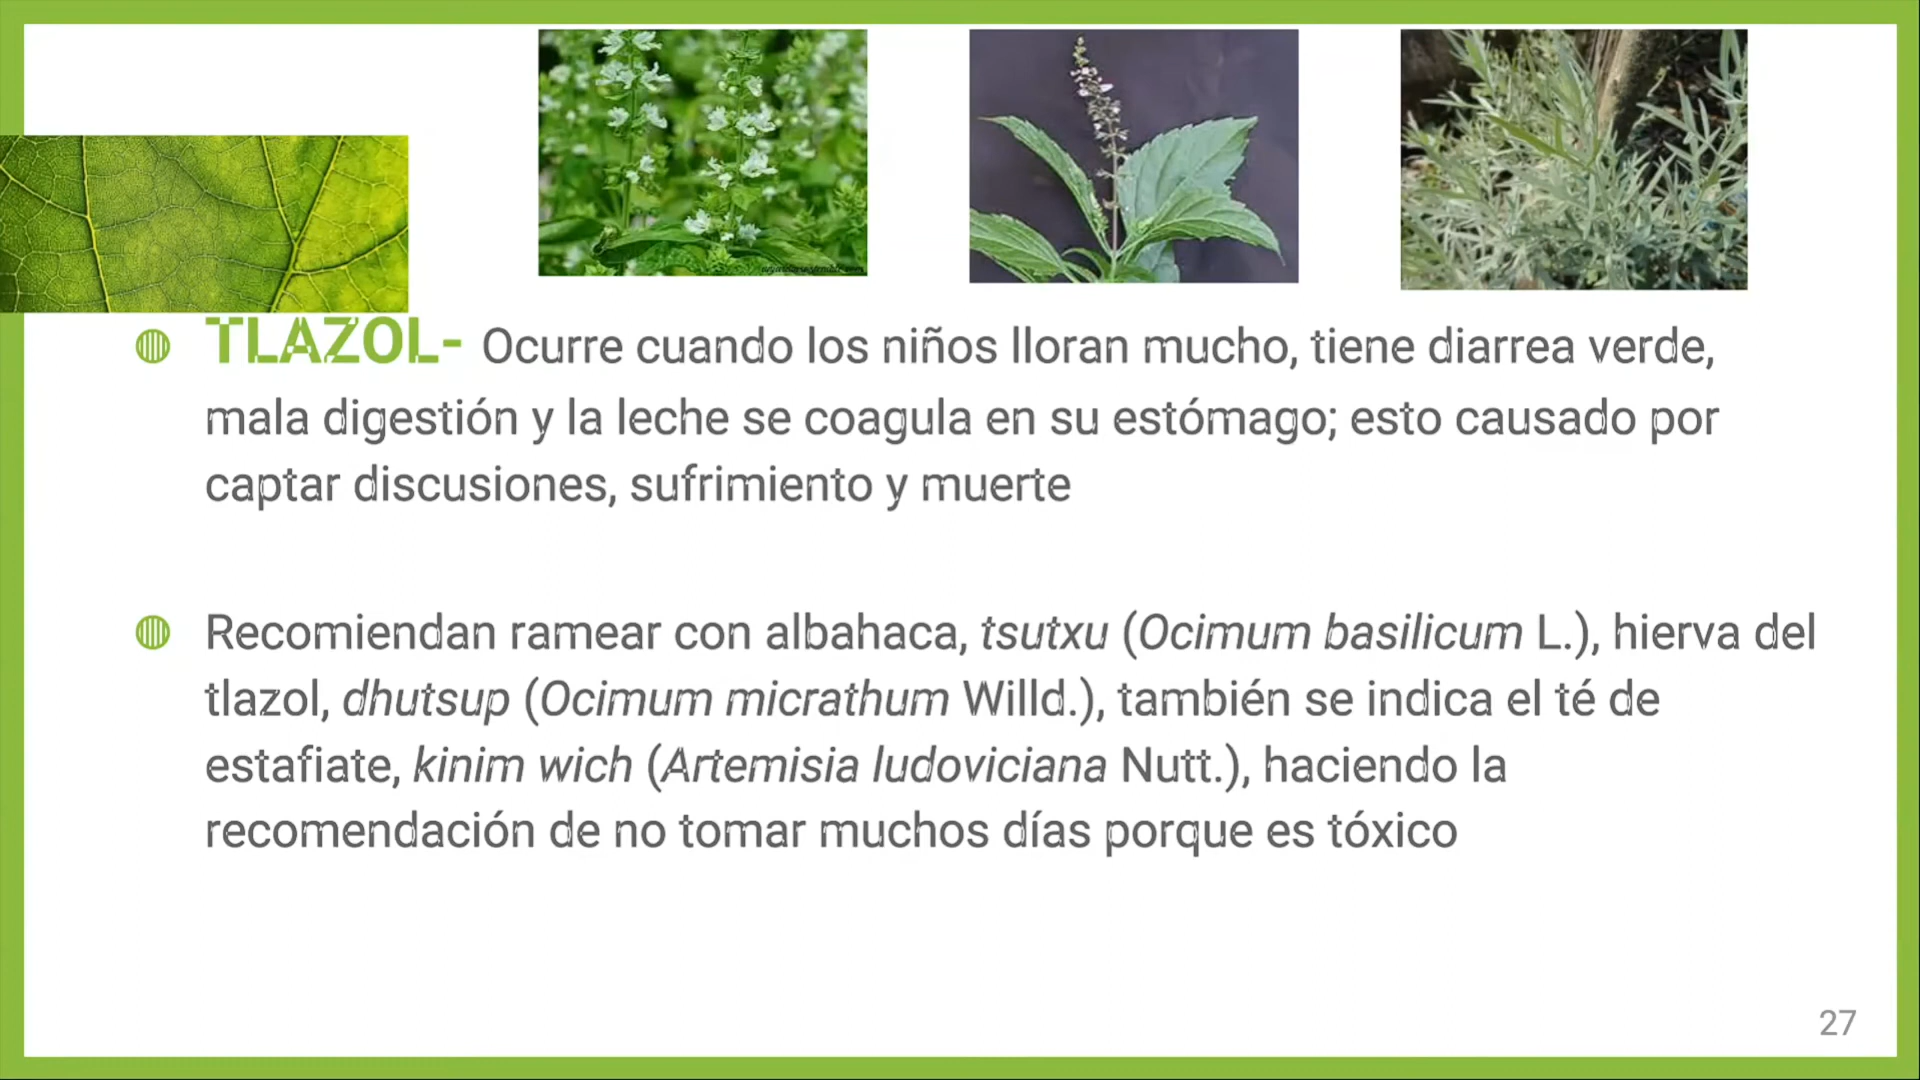 TLAZOL- Ocurre cuando los niños lloran mucho, tiene diarrea verde,
mala digestión y la leche se coagula en su estómago; esto causado por
captar discusiones, sufrimiento y muerte
Recomiendan ramear con albahaca, tsutxu (Ocimum basilicum L.), hierva del
tlazol, dhutsup (Ocimum micrathum Willd.), también se indica el té de
estafiate, kinim wich (Artemisia ludoviciana Nutt.), haciendo la
recomendación de no tomar muchos días porque es tóxico
27